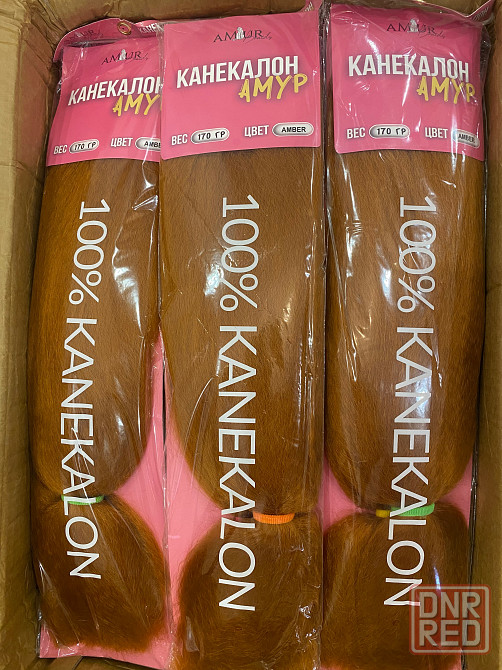 AMUR
КАНЕКАЛОН
АМУР
ВЕС 170 ГР ЦВЕТ AMBER
100% KANEKALON
AMUR
КАНЕКАЛОН
АМУР
ВЕС 170 ГР ЦВЕТ AMBER
100% KANEKALON
AMUR
КАНЕКАЛОН
АМУР
ВЕС 170 ГР ЦВЕТ AMBER
100% KANEKALON
DNR
RED